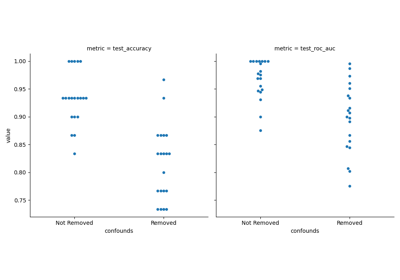 metric = test_accuracy
metric = test_roc_auc
1.00
0.95
0.90
0.85
0.80
0.75
value
Not Removed
Removed
Not Removed
Removed
confounds
confounds